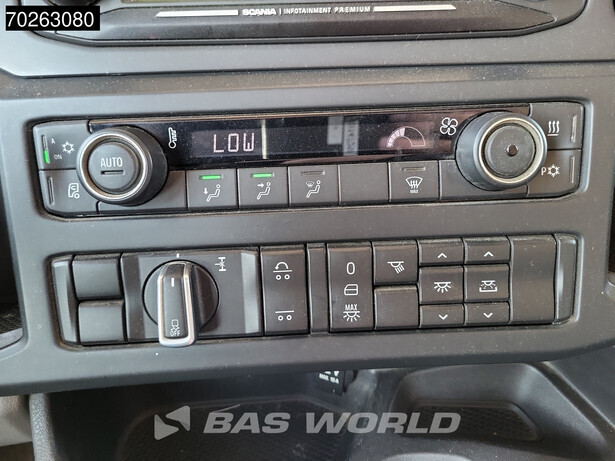 70263080
SCANIA INFOTAINMENT PREMIUM
A
ON
AUTO
LOW
MAX
P
0
MAX
OFF
BAS WORLD